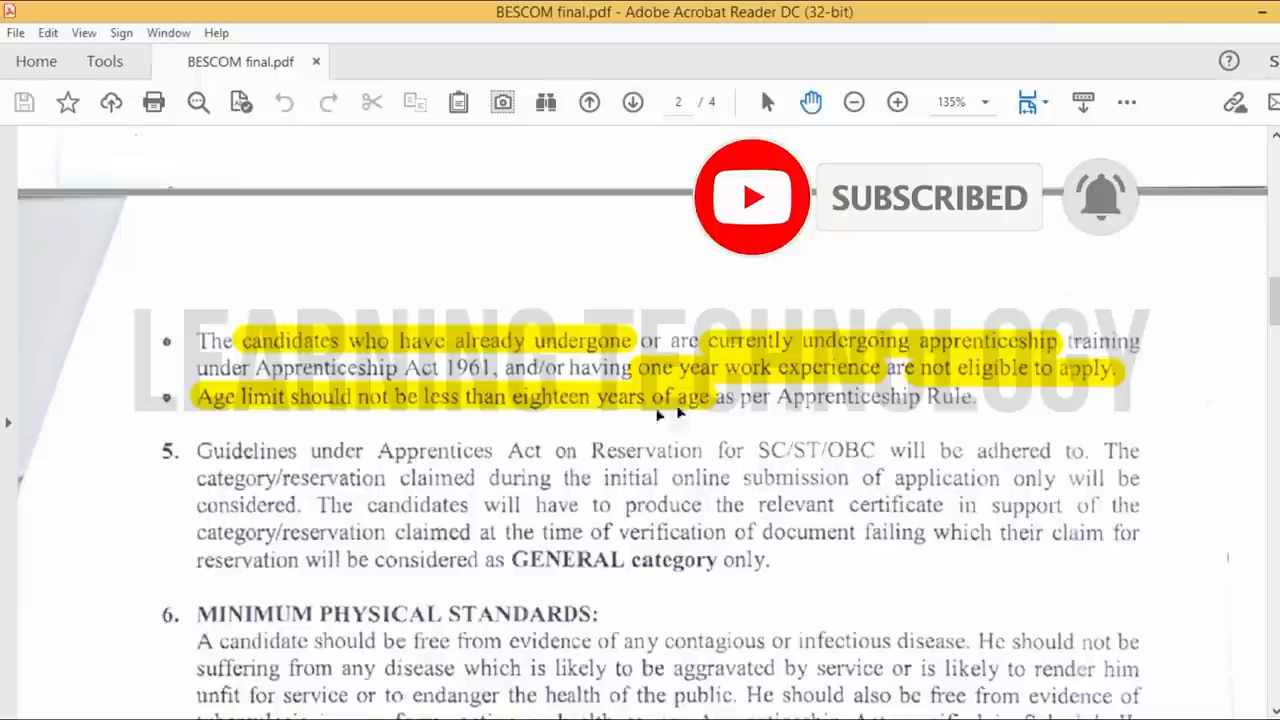 BESCOM final.pdf - Adobe Acrobat Reader DC (32-bit)
File Edit View Sign Window Help
Home Tools BESCOM final.pdf ×
2 / 4 135%
SUBSCRIBED
LEARNING TECHNOLOGY
• The candidates who have already undergone or are currently undergoing apprenticeship training
under Apprenticeship Act 1961, and/or having one year work experience are not eligible to apply.
• Age limit should not be less than eighteen years of age as per Apprenticeship Rule.
5. Guidelines under Apprentices Act on Reservation for SC/ST/OBC will be adhered to. The
category/reservation claimed during the initial online submission of application only will be
considered. The candidates will have to produce the relevant certificate in support of the
category/reservation claimed at the time of verification of document failing which their claim for
reservation will be considered as GENERAL category only.
6. MINIMUM PHYSICAL STANDARDS:
A candidate should be free from evidence of any contagious or infectious disease. He should not be
suffering from any disease which is likely to be aggravated by service or is likely to render him
unfit for service or to endanger the health of the public. He should also be free from evidence of